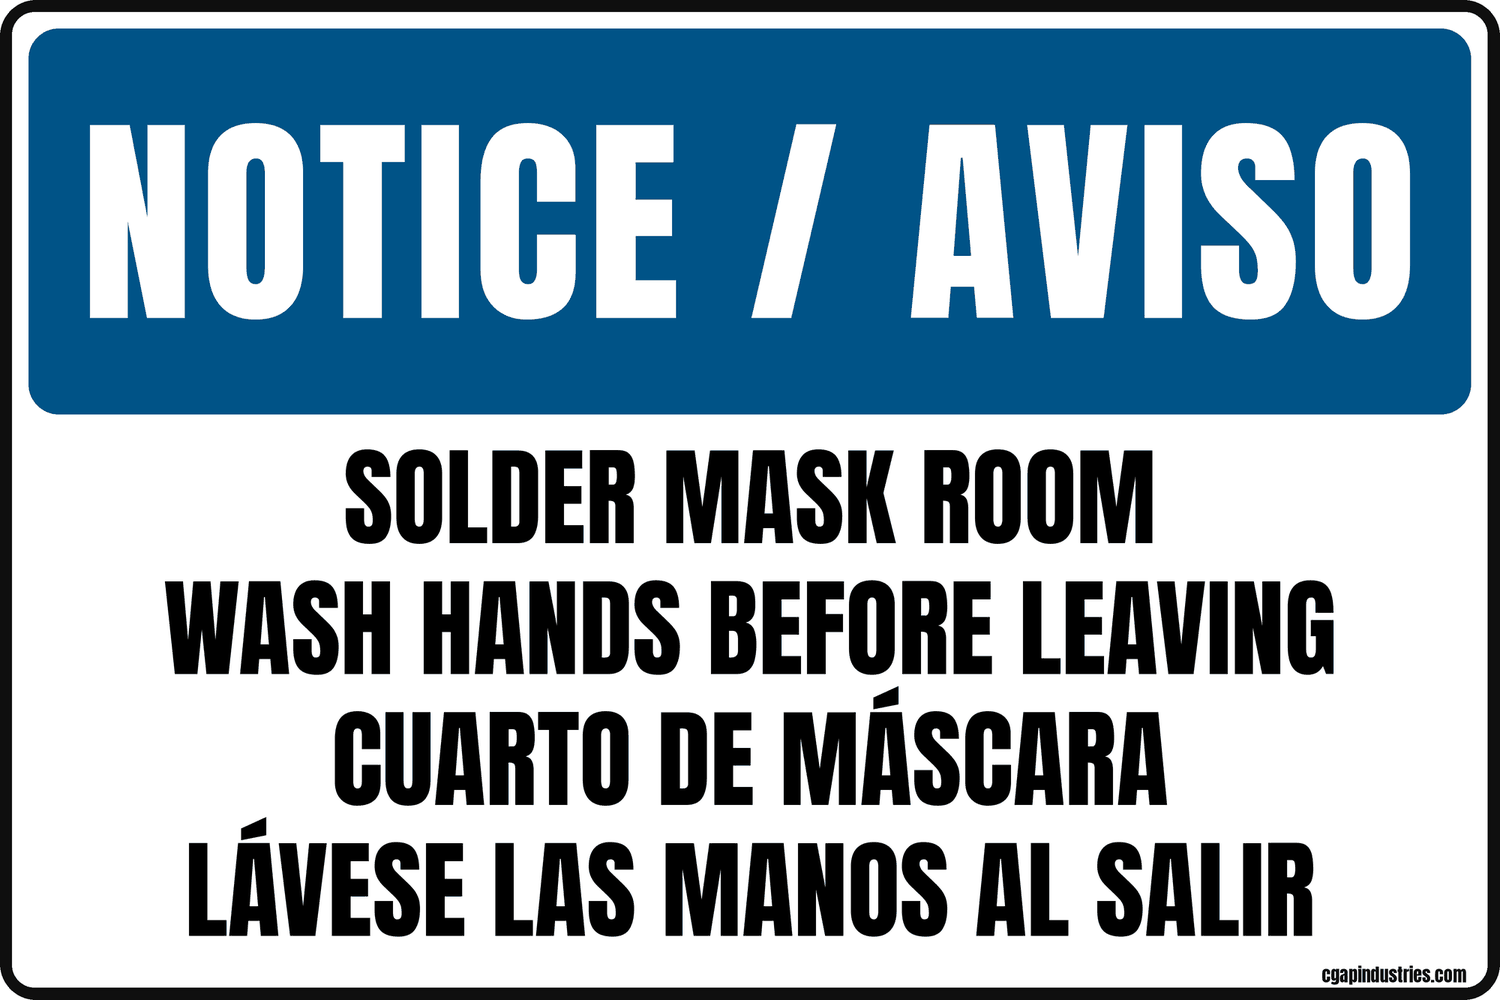 NOTICE / AVISO
SOLDER MASK ROOM
WASH HANDS BEFORE LEAVING
CUARTO DE MÁSCARA
LÁVESE LAS MANOS AL SALIR
cgapindustries.com